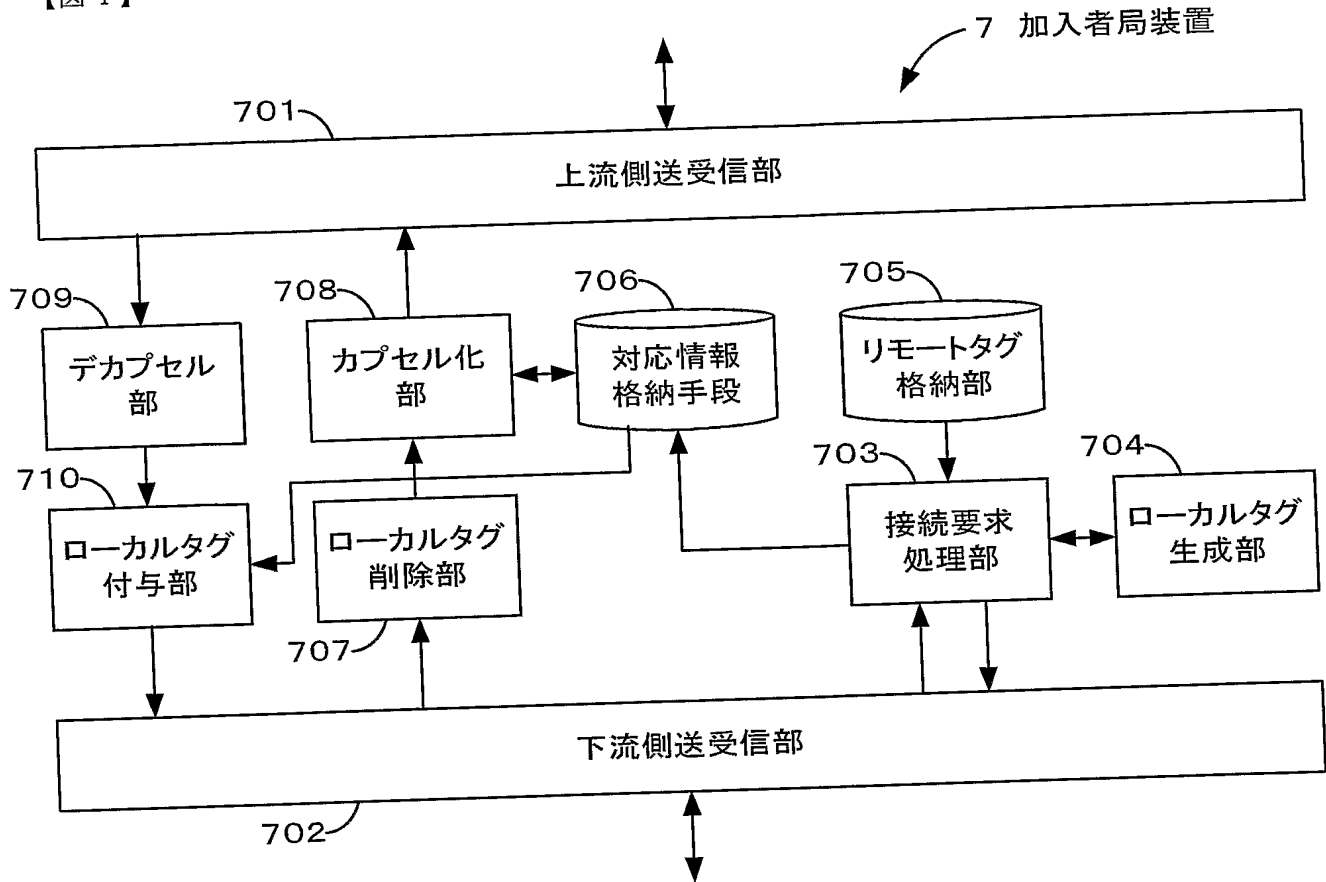 7 加入者局装置
701
上流側送受信部
709
デカプセル
部
708
カプセル化
部
706
対応情報
格納手段
705
リモートタグ
格納部
710
ローカルタグ
付与部
ローカルタグ
削除部
707
703
接続要求
処理部
704
ローカルタグ
生成部
下流側送受信部
702